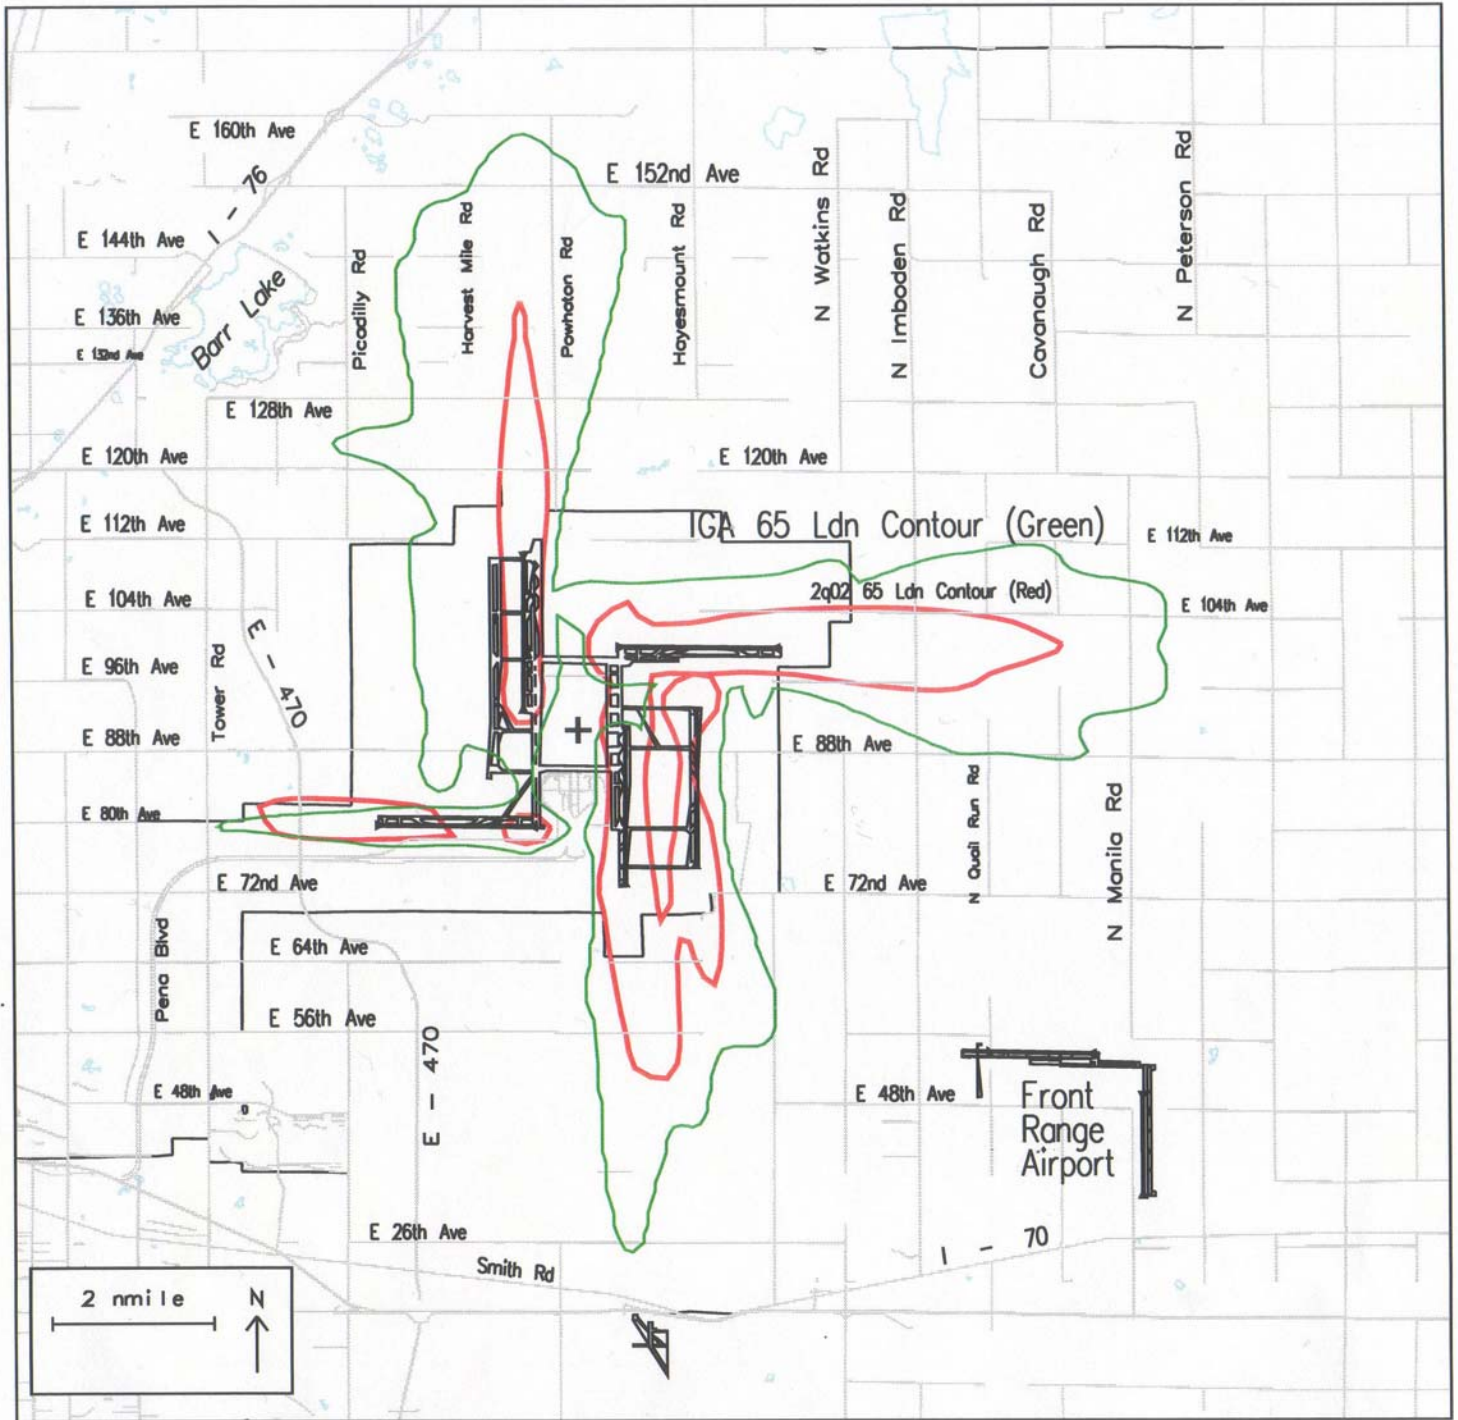 E 160th Ave
I - 76
E 152nd Ave
N Watkins Rd
N Peterson Rd
E 144th Ave
Barr Lake
Picadilly Rd
Harvest Mile Rd
Powhaton Rd
Hayesmount Rd
N Imboden Rd
Cavanaugh Rd
E 136th Ave
E 132nd Ave
E 128th Ave
E 120th Ave
E 120th Ave
E 112th Ave
IGA 65 Ldn Contour (Green)
E 112th Ave
E 104th Ave
2q02 65 Ldn Contour (Red)
E 104th Ave
E - 470
E 96th Ave
Tower Rd
E 88th Ave
E 88th Ave
E 80th Ave
N Quail Run Rd
N Manila Rd
E 72nd Ave
E 72nd Ave
Pena Blvd
E 64th Ave
E 56th Ave
E - 470
E 48th Ave
E 48th Ave
Front
Range
Airport
E 26th Ave
I - 70
Smith Rd
2 nmile
N